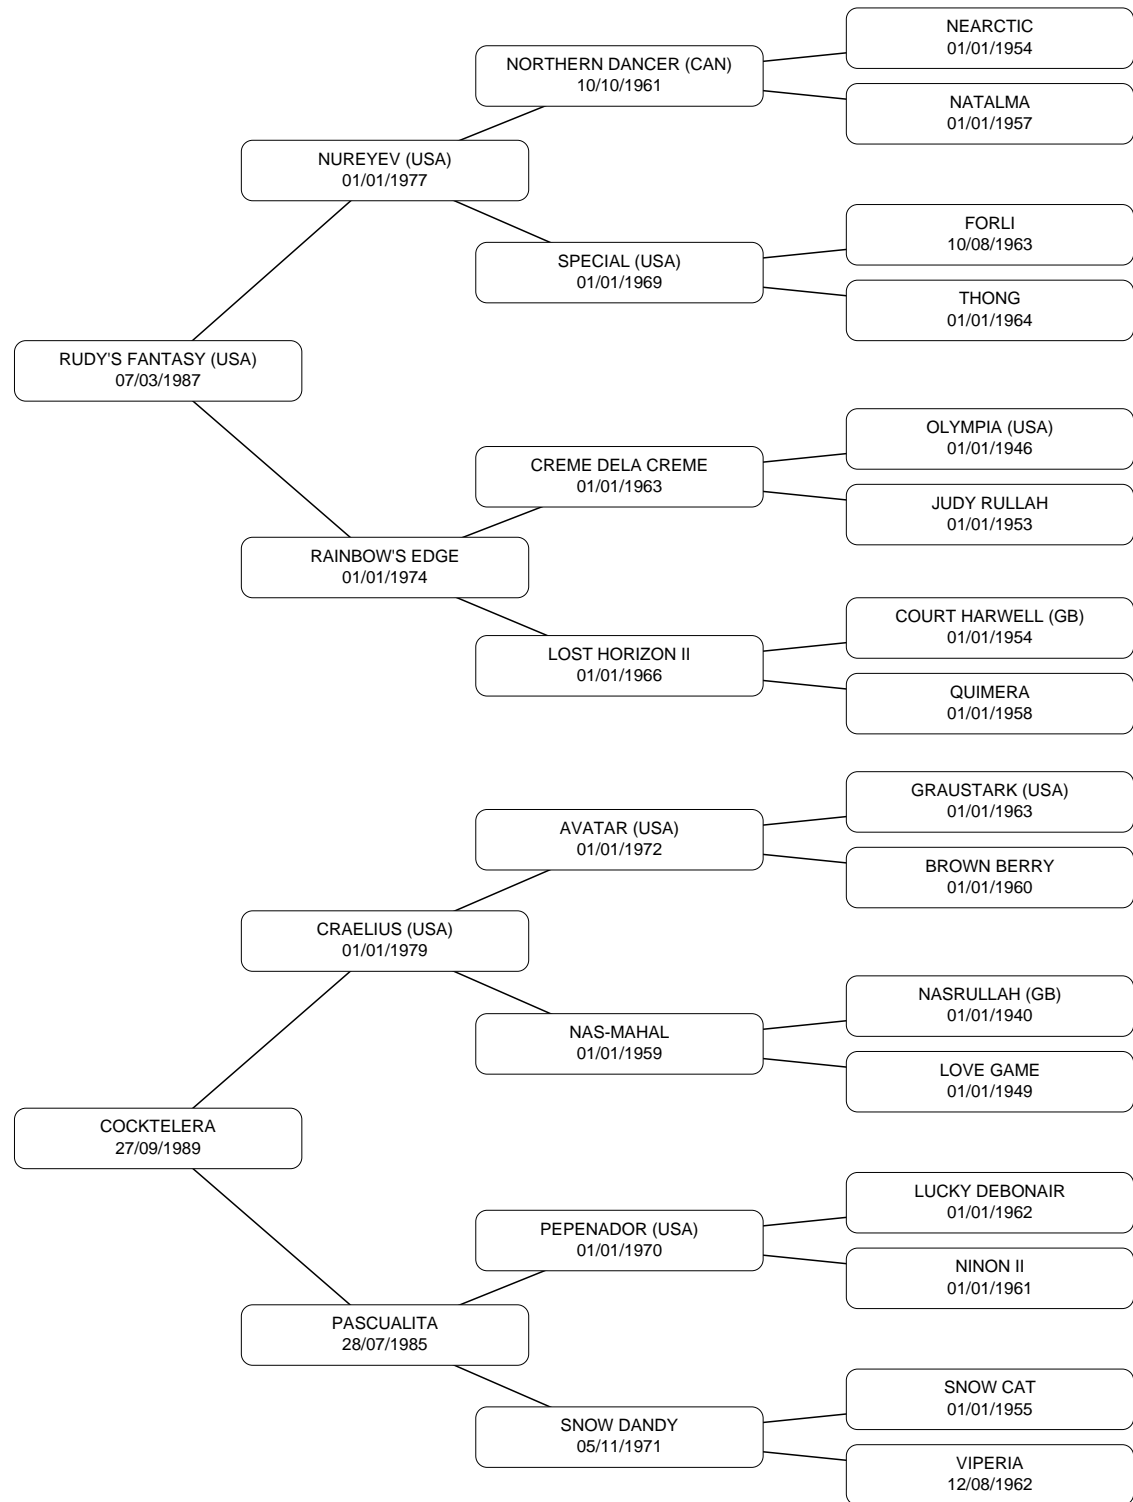 NEARCTIC
01/01/1954
NORTHERN DANCER (CAN)
10/10/1961
NATALMA
01/01/1957
NUREYEV (USA)
01/01/1977
FORLI
10/08/1963
SPECIAL (USA)
01/01/1969
THONG
01/01/1964
RUDY'S FANTASY (USA)
07/03/1987
OLYMPIA (USA)
01/01/1946
CREME DELA CREME
01/01/1963
JUDY RULLAH
01/01/1953
RAINBOW'S EDGE
01/01/1974
COURT HARWELL (GB)
01/01/1954
LOST HORIZON II
01/01/1966
QUIMERA
01/01/1958
GRAUSTARK (USA)
01/01/1963
AVATAR (USA)
01/01/1972
BROWN BERRY
01/01/1960
CRAELIUS (USA)
01/01/1979
NASRULLAH (GB)
01/01/1940
NAS-MAHAL
01/01/1959
LOVE GAME
01/01/1949
COCKTELERA
27/09/1989
LUCKY DEBONAIR
01/01/1962
PEPENADOR (USA)
01/01/1970
NINON II
01/01/1961
PASCUALITA
28/07/1985
SNOW CAT
01/01/1955
SNOW DANDY
05/11/1971
VIPERIA
12/08/1962